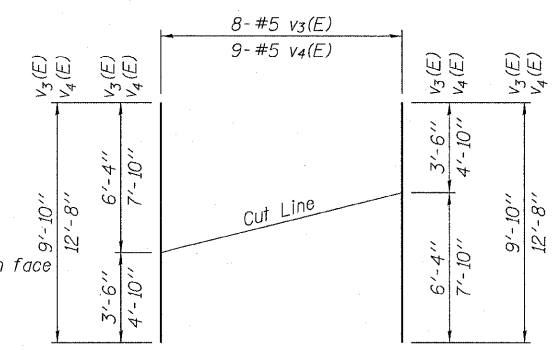 8- #5 v3(E)
9- #5 v4(E)
v3(E)
v4(E)
v3(E)
v4(E)
v3(E)
v4(E)
v3(E)
v4(E)
9'-10"
12'-8"
6'-4"
7'-10"
3'-6"
4'-10"
Cut Line
3'-6"
4'-10"
6'-4"
7'-10"
9'-10"
12'-8"
face